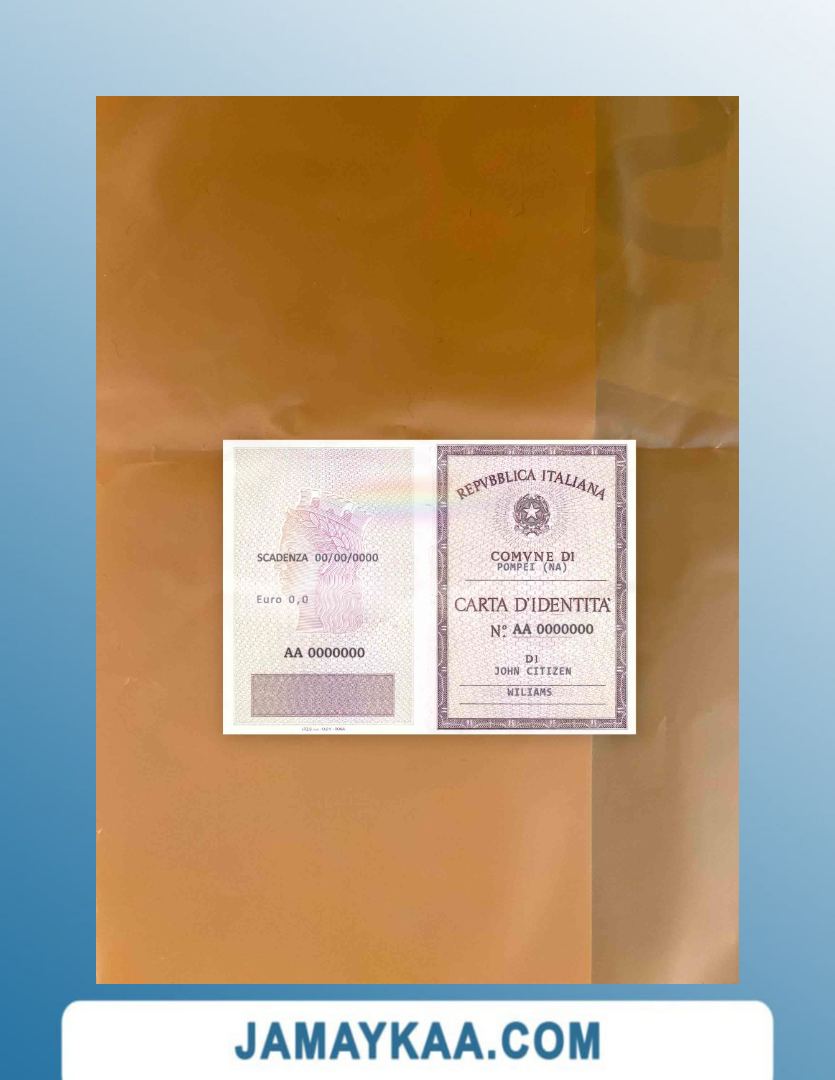 SCADENZA 00/00/0000
Euro 0,0
AA 0000000
REPVBBLICA ITALIANA
COMVNE DI
POMPEI (NA)
CARTA D'IDENTITA'
N° AA 0000000
DI
JOHN CITIZEN
WILIAMS
JAMAYKAA.COM